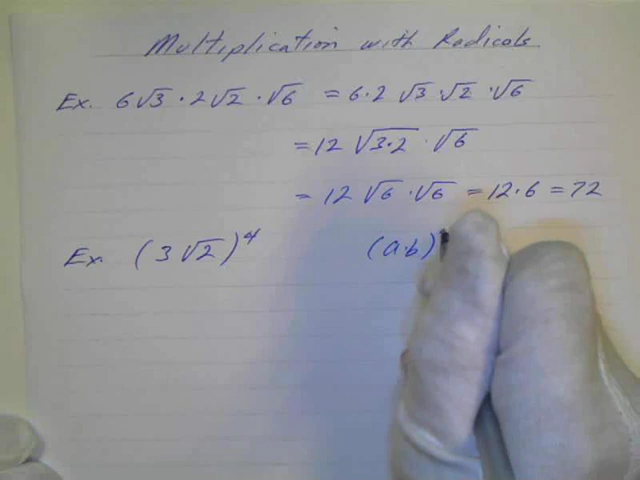 Multiplication with Radicals
Ex. 6√3 · 2√2 · √6 = 6·2 √3 · √2 · √6
= 12 √3·2 · √6
= 12 √6 · √6 = 12·6 = 72
Ex. (3√2)⁴ (a·b)